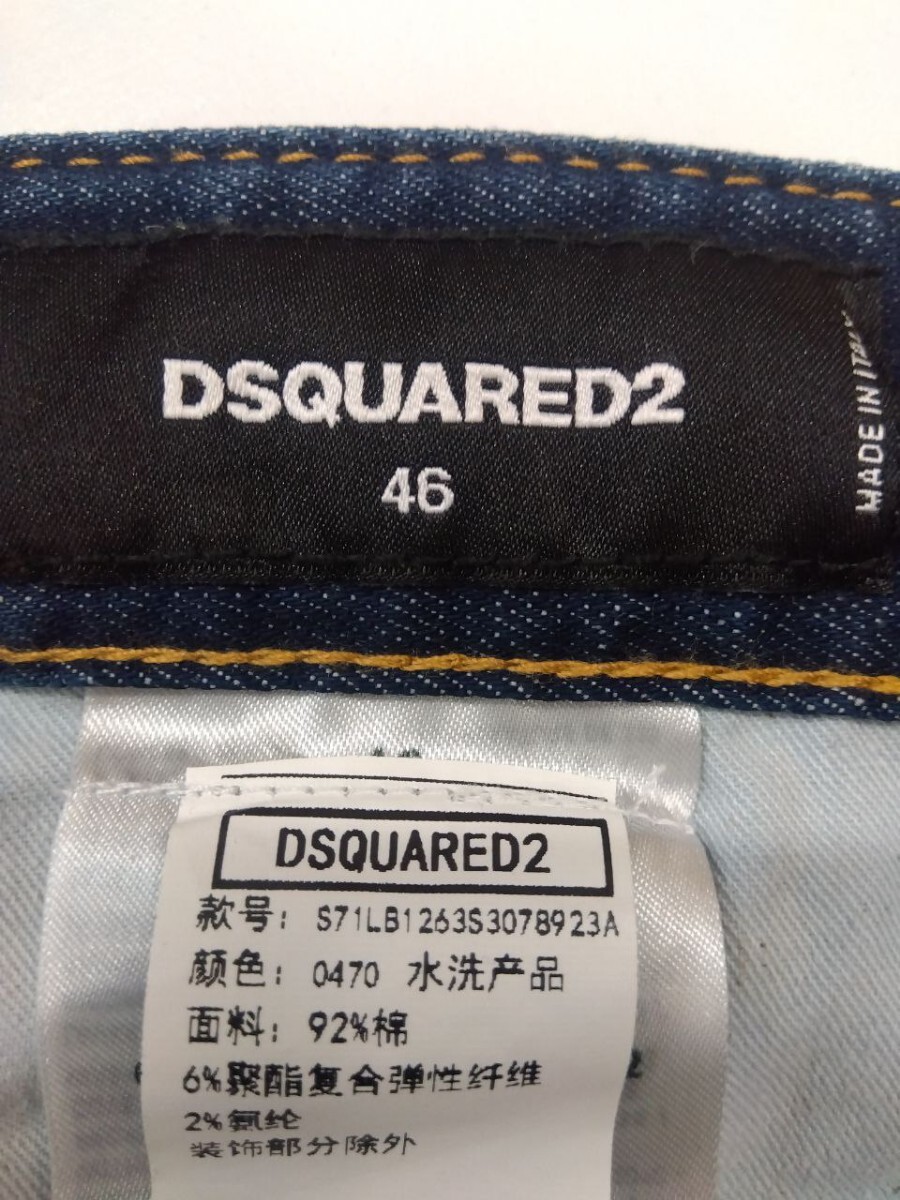 DSQUARED2
46
MADE IN ITALY
DSQUARED2
款号: S71LB1263S3078923A
颜色: 0470 水洗产品
面料: 92%棉
6%聚酯复合弹性纤维
2%氨纶
装饰部分除外